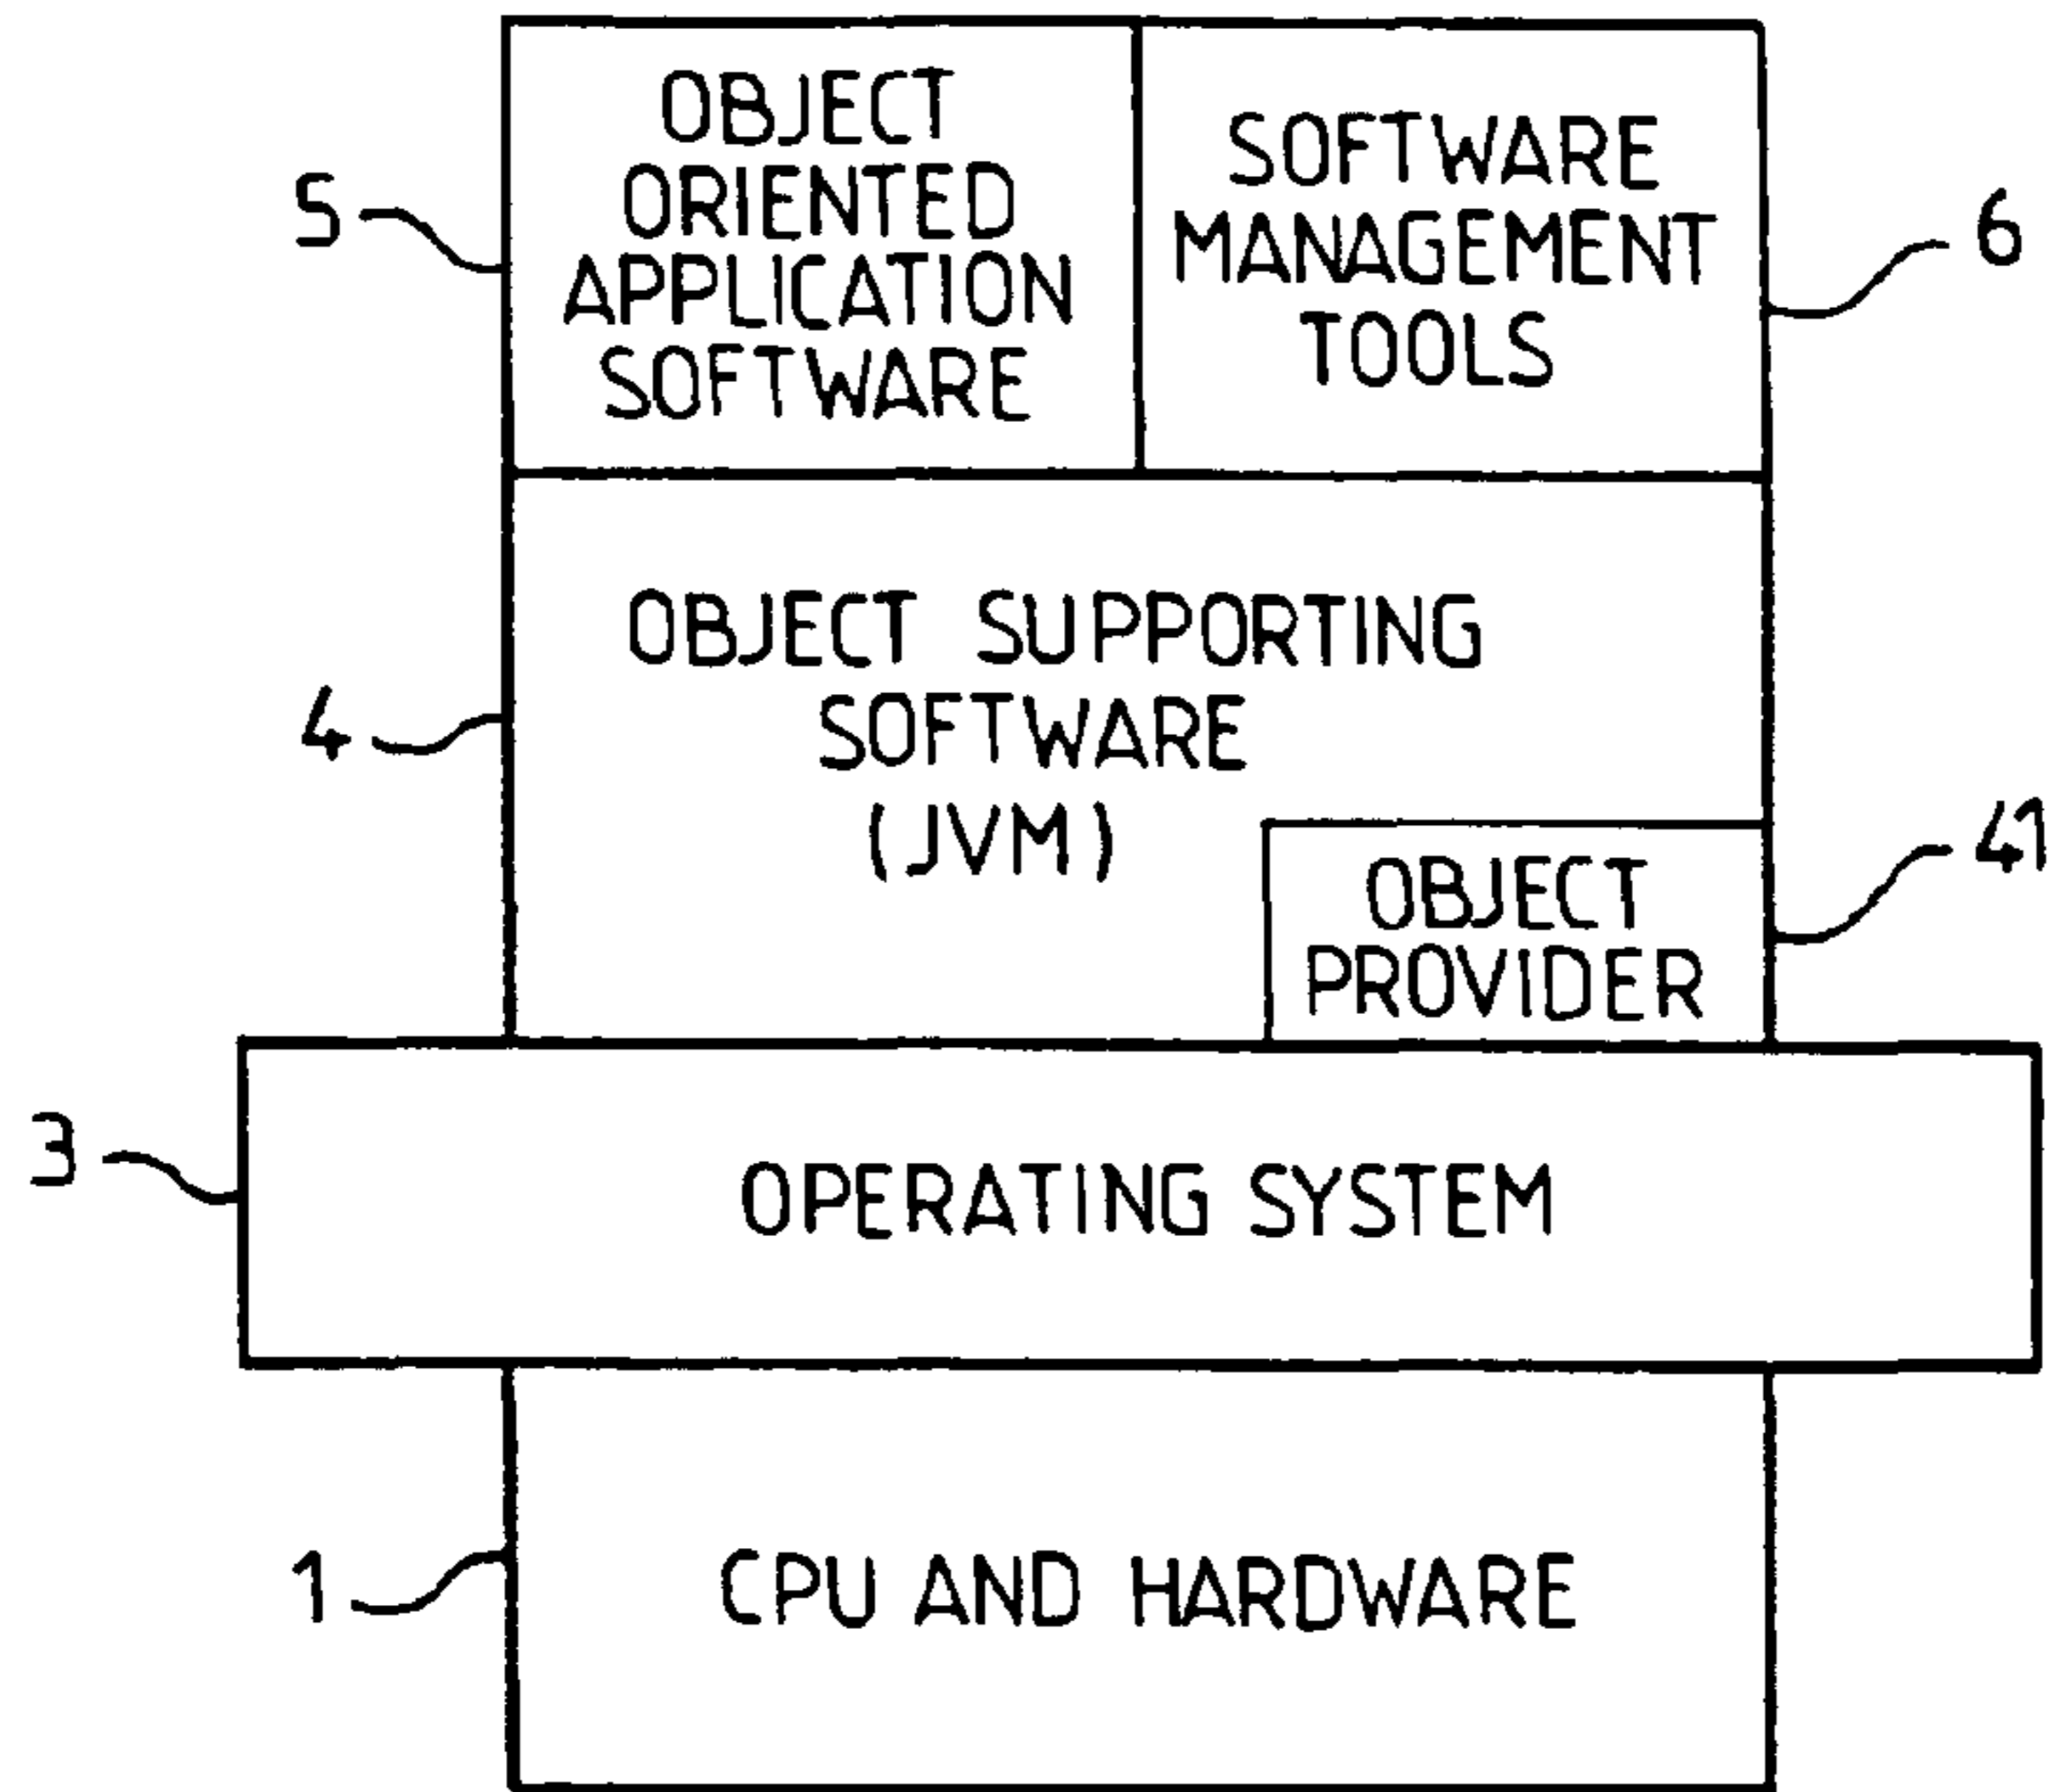 OBJECT
ORIENTED
APPLICATION
SOFTWARE
SOFTWARE
MANAGEMENT
TOOLS
5
6
OBJECT SUPPORTING
SOFTWARE
(JVM)
4
OBJECT
PROVIDER
41
3
OPERATING SYSTEM
1
CPU AND HARDWARE